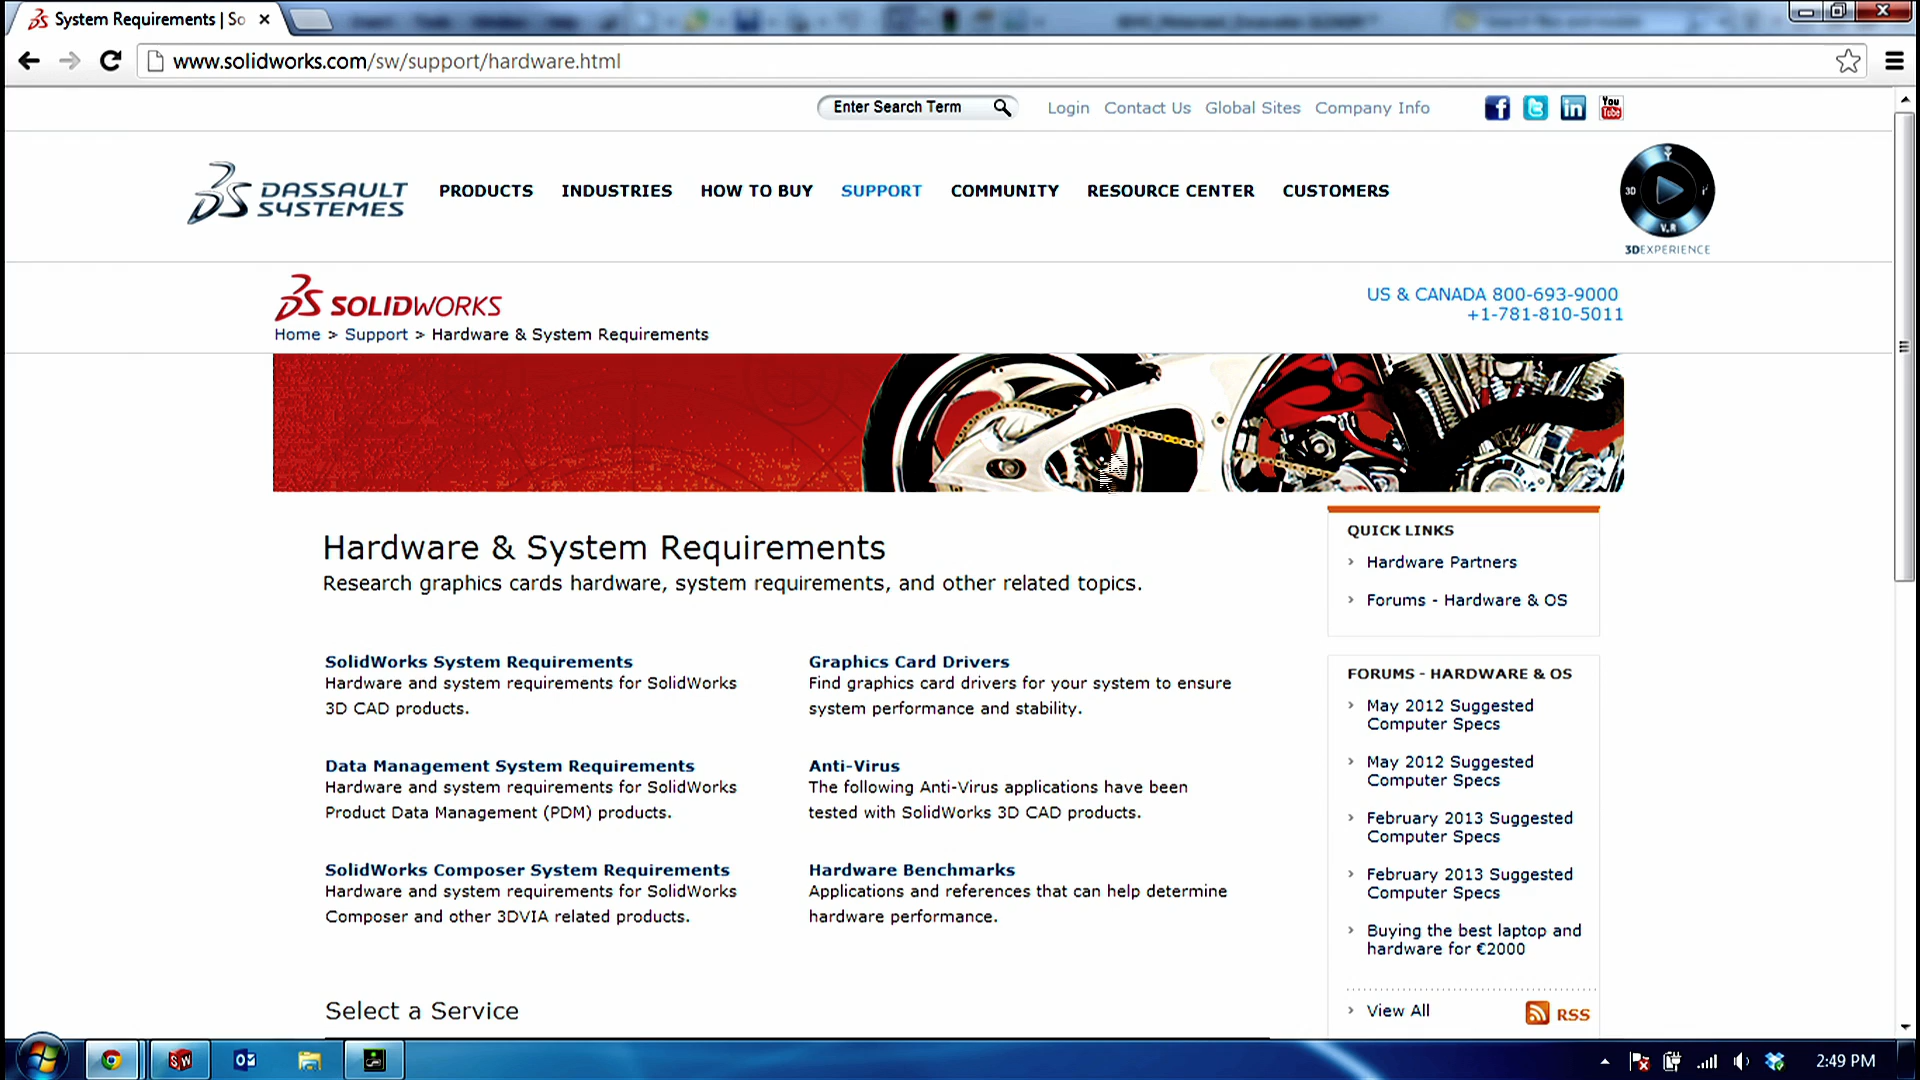 System Requirements | So
www.solidworks.com/sw/support/hardware.html
Enter Search Term
Login Contact Us Global Sites Company Info
You
Tube
DASSAULT
SYSTEMES
PRODUCTS INDUSTRIES HOW TO BUY SUPPORT COMMUNITY RESOURCE CENTER CUSTOMERS
3D
V.R
3DEXPERIENCE
SOLIDWORKS
US & CANADA 800-693-9000
+1-781-810-5011
Home > Support > Hardware & System Requirements
Hardware & System Requirements
Research graphics cards hardware, system requirements, and other related topics.
SolidWorks System Requirements
Hardware and system requirements for SolidWorks
3D CAD products.
Graphics Card Drivers
Find graphics card drivers for your system to ensure
system performance and stability.
Data Management System Requirements
Hardware and system requirements for SolidWorks
Product Data Management (PDM) products.
Anti-Virus
The following Anti-Virus applications have been
tested with SolidWorks 3D CAD products.
SolidWorks Composer System Requirements
Hardware and system requirements for SolidWorks
Composer and other 3DVIA related products.
Hardware Benchmarks
Applications and references that can help determine
hardware performance.
Select a Service
QUICK LINKS
Hardware Partners
Forums - Hardware & OS
FORUMS - HARDWARE & OS
May 2012 Suggested
Computer Specs
May 2012 Suggested
Computer Specs
February 2013 Suggested
Computer Specs
February 2013 Suggested
Computer Specs
Buying the best laptop and
hardware for €2000
View All
RSS
2:49 PM